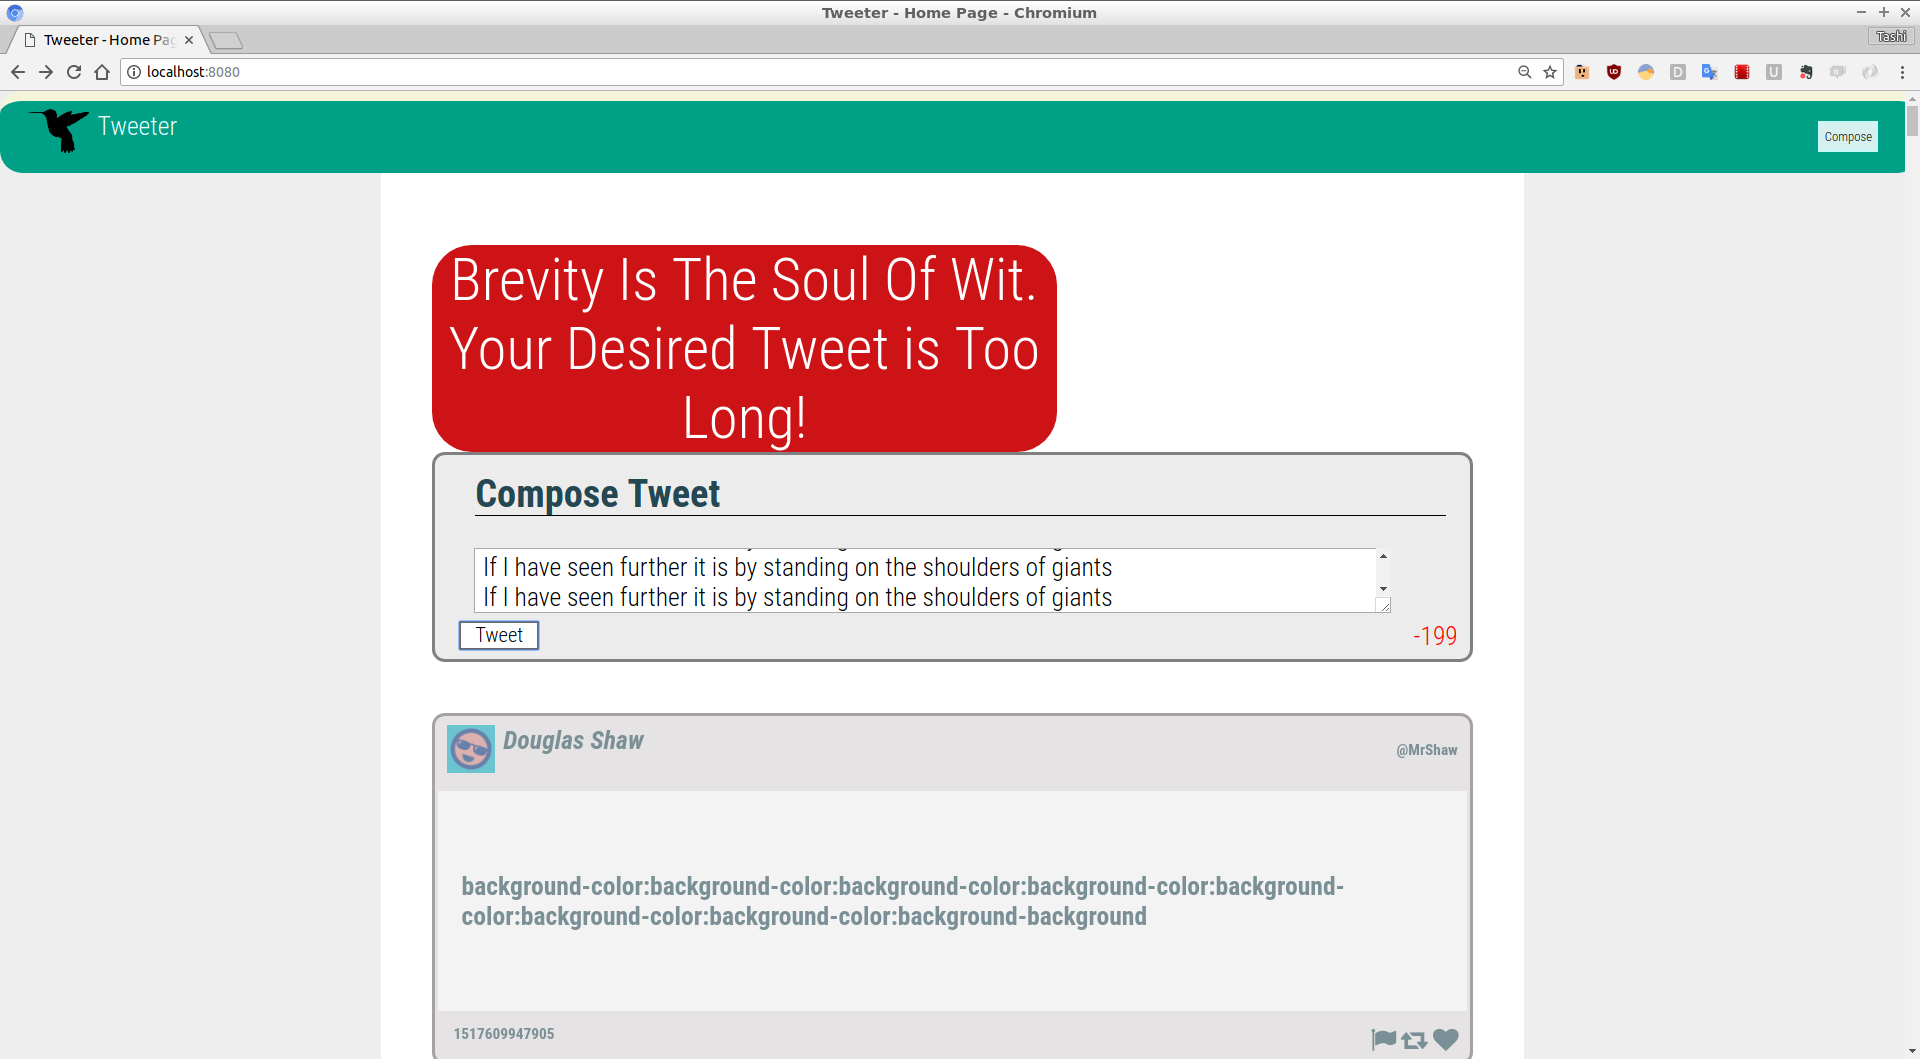 Tweeter - Home Page - Chromium
Tweeter - Home Pa
Tashi
localhost:8080
Tweeter
Compose
Brevity Is The Soul Of Wit.
Your Desired Tweet is Too
Long!
Compose Tweet
If I have seen further it is by standing on the shoulders of giants
If I have seen further it is by standing on the shoulders of giants
Tweet
-199
Douglas Shaw
@MrShaw
background-color:background-color:background-color:background-color:background-
color:background-color:background-color:background-background
1517609947905